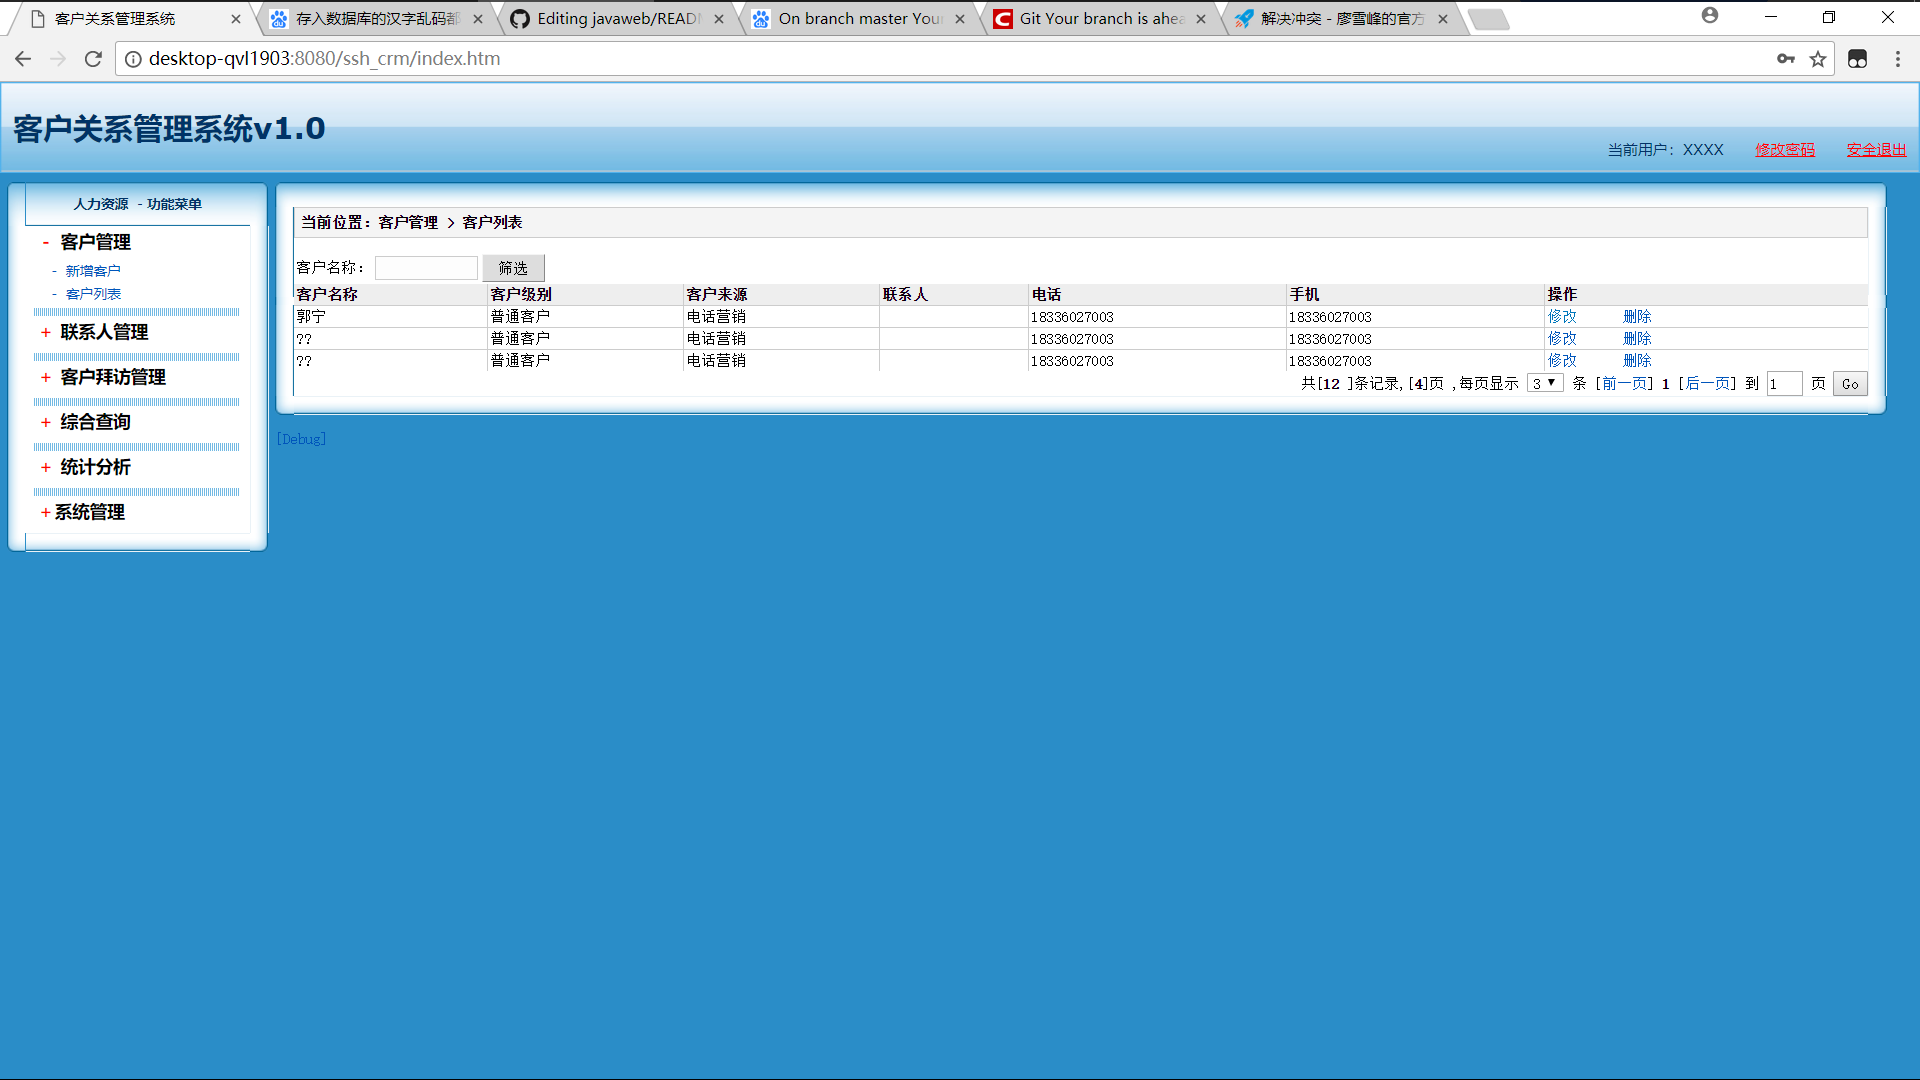 客户关系管理系统
存入数据库的汉字乱码都
Editing javaweb/READ
On branch master You
Git Your branch is ahea
解决冲突 - 廖雪峰的官方
desktop-qvl1903:8080/ssh_crm/index.htm
客户关系管理系统v1.0
当前用户：XXXX 修改密码 安全退出
人力资源 - 功能菜单
- 客户管理
- 新增客户
- 客户列表
+ 联系人管理
+ 客户拜访管理
+ 综合查询
+ 统计分析
+ 系统管理
当前位置：客户管理 > 客户列表
客户名称： 筛选
客户名称 客户级别 客户来源 联系人 电话 手机 操作
郭宁 普通客户 电话营销 18336027003 18336027003 修改 删除
?? 普通客户 电话营销 18336027003 18336027003 修改 删除
?? 普通客户 电话营销 18336027003 18336027003 修改 删除
共[12 ]条记录,[4]页 ,每页显示 3 条 [前一页] 1 [后一页] 到 1 页 Go
[Debug]